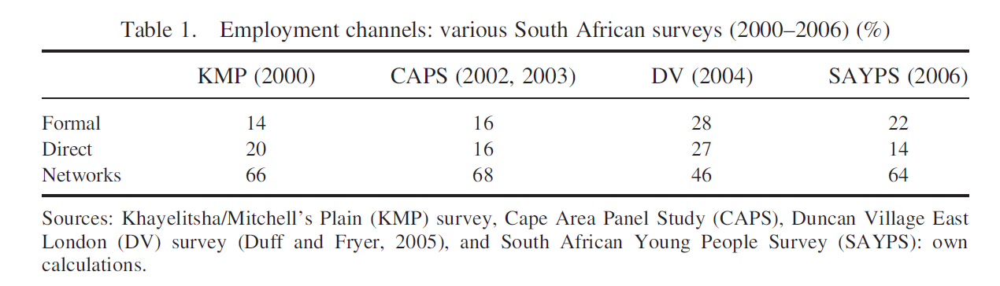 Table 1. Employment channels: various South African surveys (2000–2006) (%)
KMP (2000) CAPS (2002, 2003) DV (2004) SAYPS (2006)
Formal 14 16 28 22
Direct 20 16 27 14
Networks 66 68 46 64
Sources: Khayelitsha/Mitchell’s Plain (KMP) survey, Cape Area Panel Study (CAPS), Duncan Village East
London (DV) survey (Duff and Fryer, 2005), and South African Young People Survey (SAYPS): own
calculations.